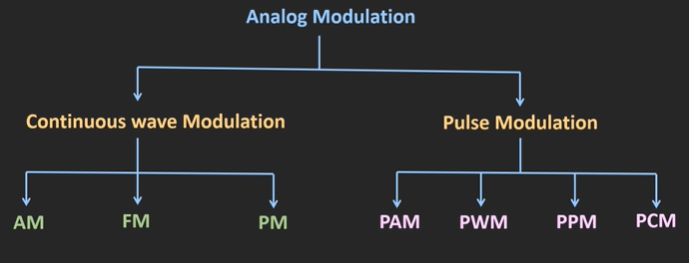 Analog Modulation
Continuous wave Modulation
Pulse Modulation
AM
FM
PM
PAM
PWM
PPM
PCM